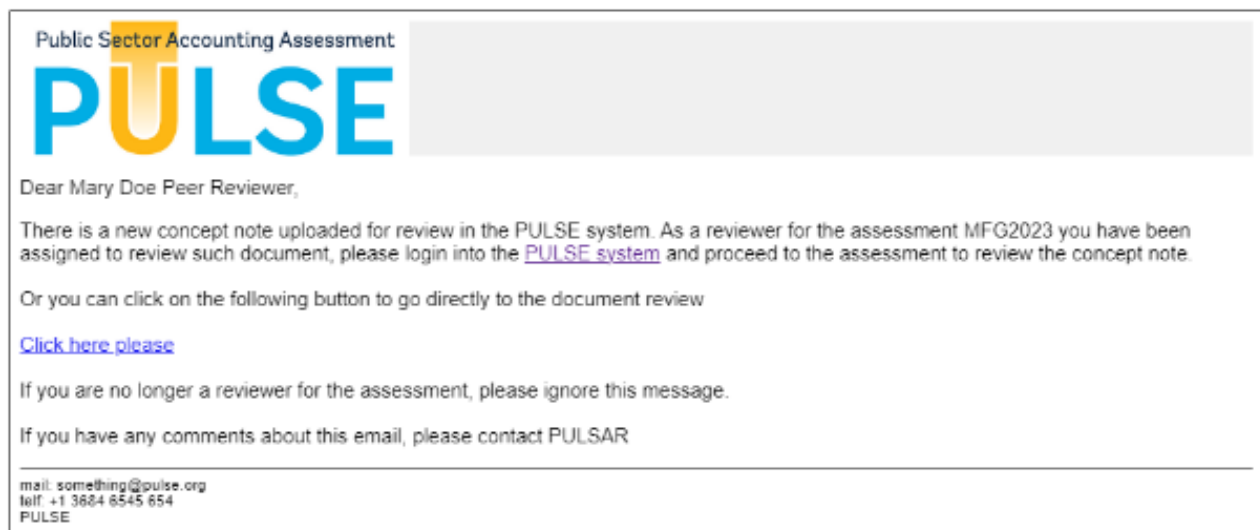 Public Sector Accounting Assessment
PULSE
Dear Mary Doe Peer Reviewer,
There is a new concept note uploaded for review in the PULSE system. As a reviewer for the assessment MFG2023 you have been
assigned to review such document, please login into the PULSE system and proceed to the assessment to review the concept note.
Or you can click on the following button to go directly to the document review
Click here please
If you are no longer a reviewer for the assessment, please ignore this message.
If you have any comments about this email, please contact PULSAR
mail: something@pulse.org
telf: +1 3684 6545 654
PULSE